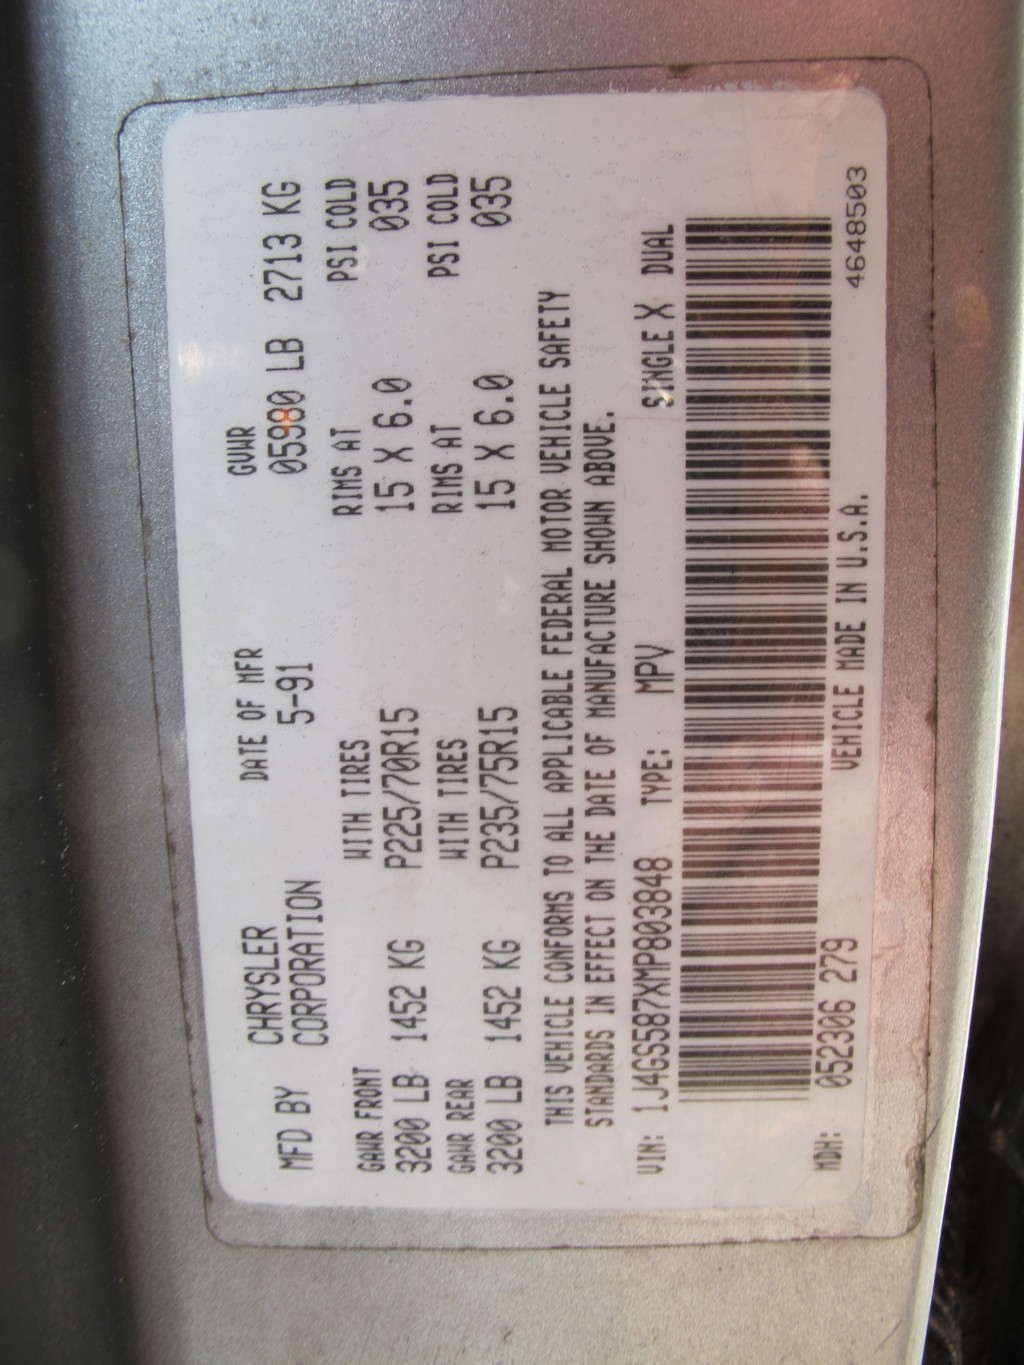 MFD BY CHRYSLER CORPORATION DATE OF MFR 5-91 GVWR 05980 LB 2713 KG
GAWR FRONT WITH TIRES RIMS AT PSI COLD
3200 LB 1452 KG P225/70R15 15 X 6.0 035
GAWR REAR WITH TIRES RIMS AT PSI COLD
3200 LB 1452 KG P235/75R15 15 X 6.0 035
THIS VEHICLE CONFORMS TO ALL APPLICABLE FEDERAL MOTOR VEHICLE SAFETY
STANDARDS IN EFFECT ON THE DATE OF MANUFACTURE SHOWN ABOVE.
VIN: 1J4GS587XMP803848 TYPE: MPV SINGLE X DUAL
MDH: 052306 279 VEHICLE MADE IN U.S.A. 4648503